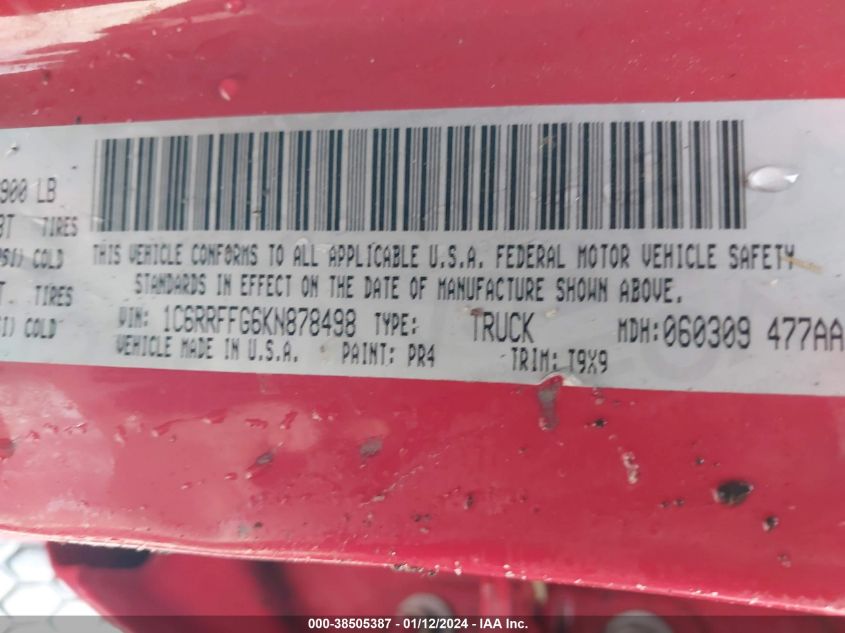 900 LB
TIRES
COLD
THIS VEHICLE CONFORMS TO ALL APPLICABLE U.S.A. FEDERAL MOTOR VEHICLE SAFETY
T. TIRES
STANDARDS IN EFFECT ON THE DATE OF MANUFACTURE SHOWN ABOVE.
COLD
VIN: 1C6RRFFG6KN878498 TYPE: TRUCK MDH:060309 477AA
VEHICLE MADE IN U.S.A. PAINT: PR4 TRIM: T9X9
000-38505387 - 01/12/2024 - IAA Inc.